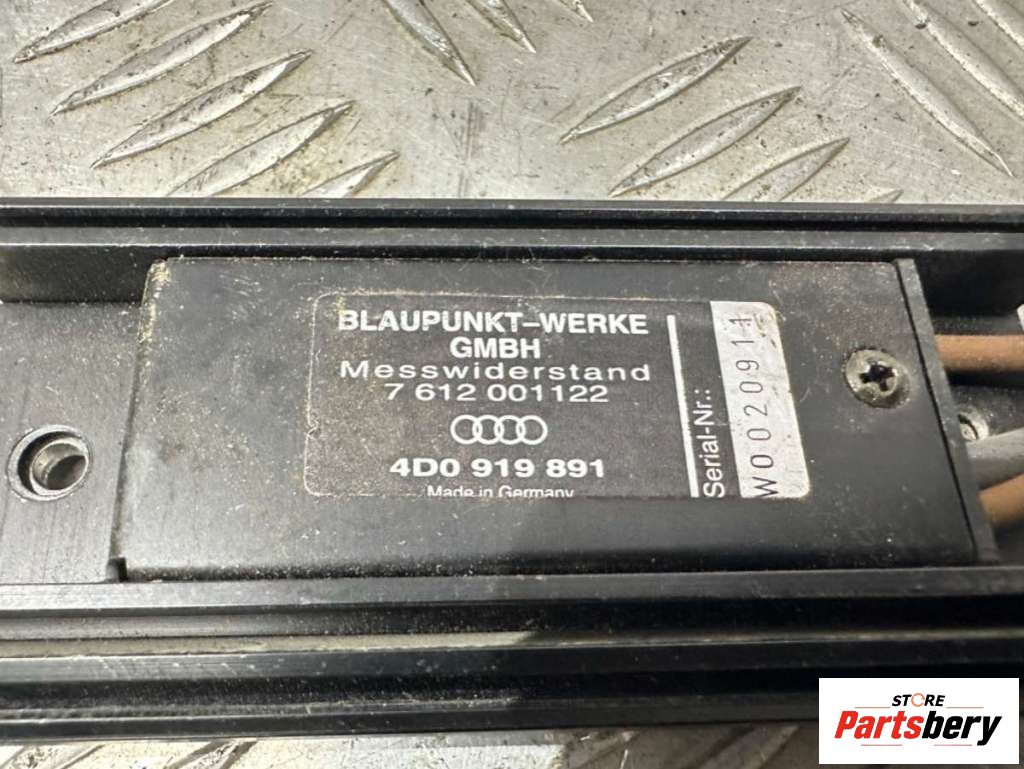 BLAUPUNKT-WERKE
GMBH
Messwiderstand
7 612 001122
4D0 919 891
Made in Germany
Serial-Nr.:
W0020911
STORE
Partsbery